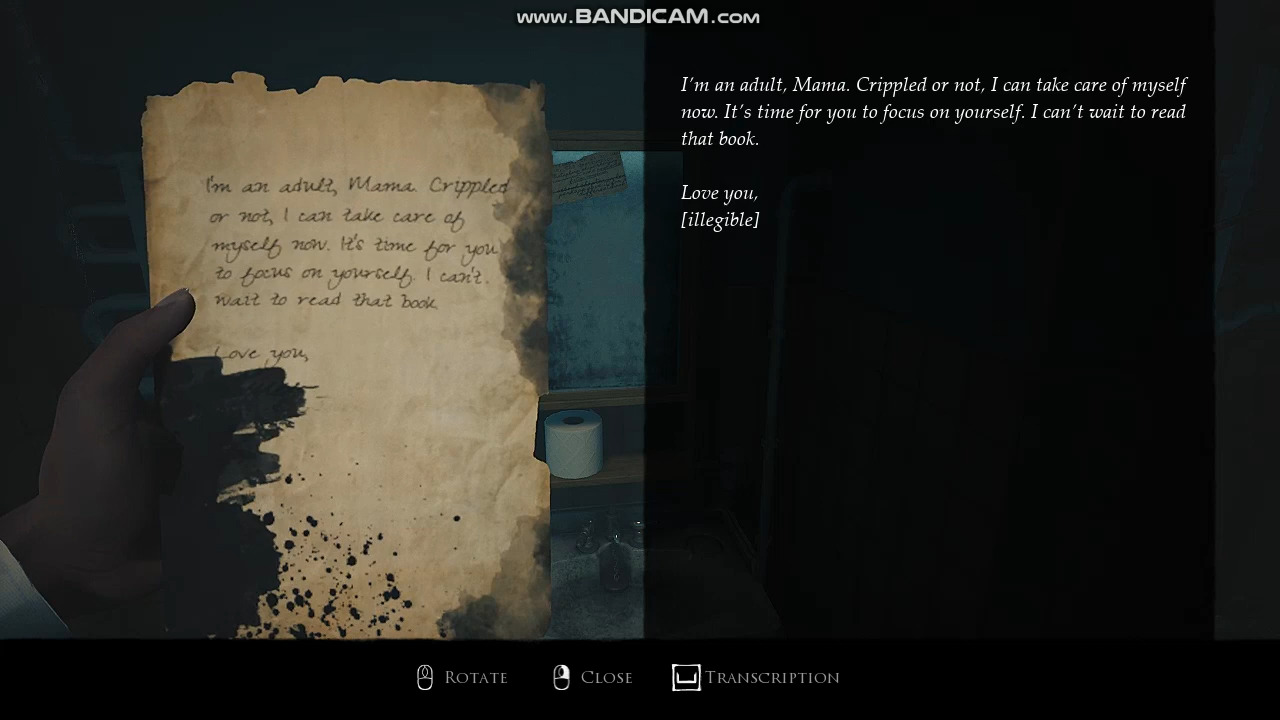 www.BANDICAM.com
I'm an adult, Mama. Crippled
or not, I can take care of
myself now. It's time for you
to focus on yourself. I can't
wait to read that book.
Love you,
I'm an adult, Mama. Crippled or not, I can take care of myself
now. It's time for you to focus on yourself. I can't wait to read
that book.
Love you,
[illegible]
Rotate
Close
Transcription